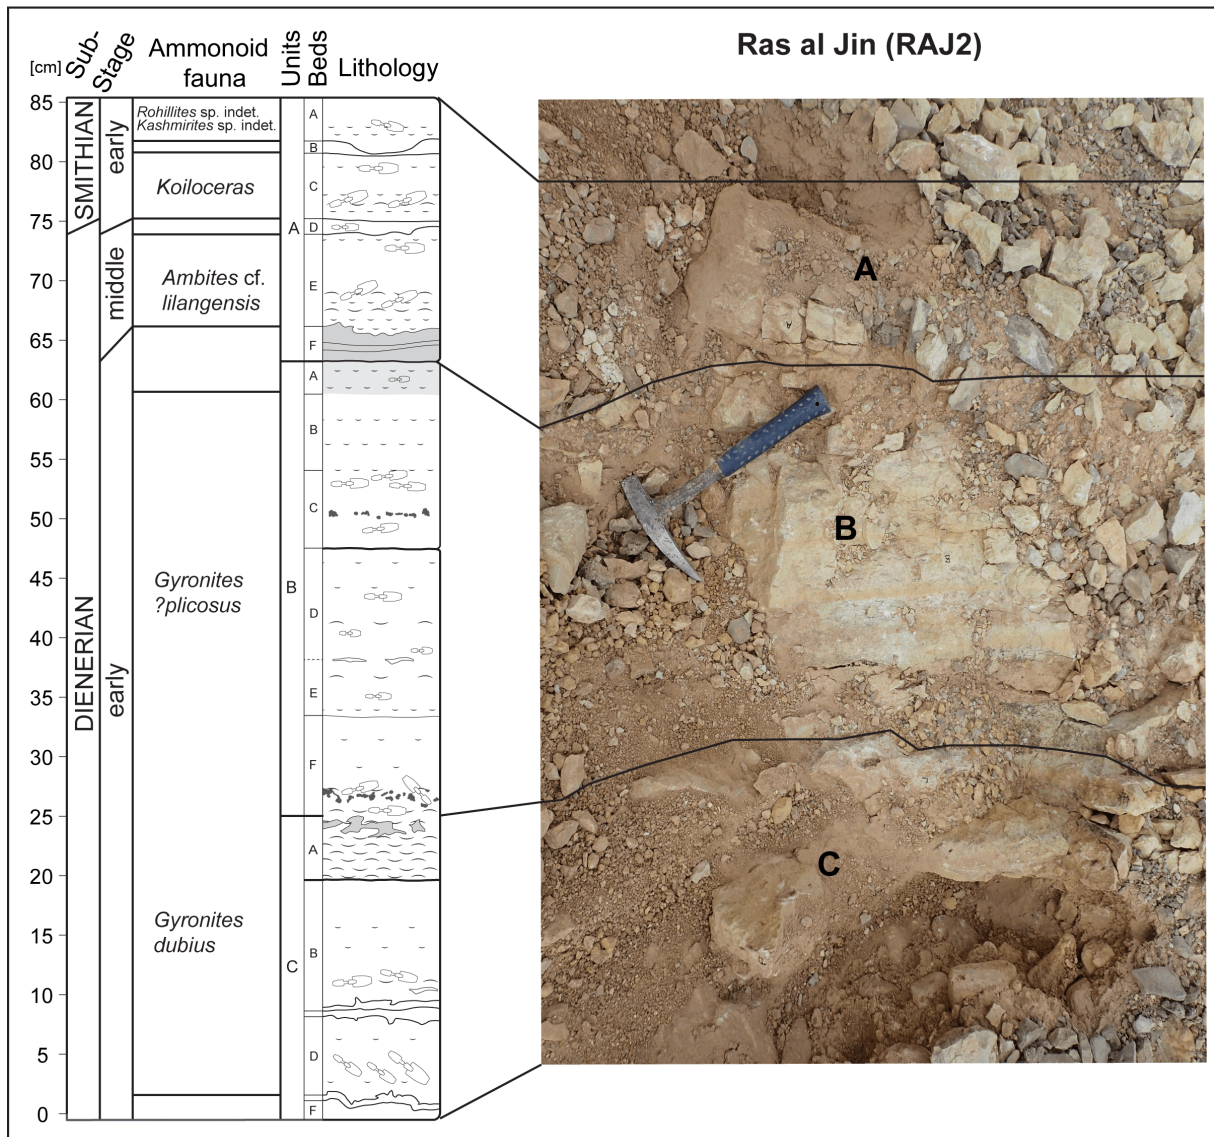 Ras al Jin (RAJ2)
[cm]
Sub-
Stage
Ammonoid
fauna
Units
Beds
Lithology
85
80
75
70
65
60
55
50
45
40
35
30
25
20
15
10
5
0
SMITHIAN
DIENERIAN
early
middle
early
Rohillites sp. indet.
Kashmirites sp. indet.
Koiloceras
Ambites cf.
lilangensis
Gyronites
?plicosus
Gyronites
dubius
A
B
C
A
B
C
D
E
F
A
B
C
D
E
F
A
B
D
F
A
B
C